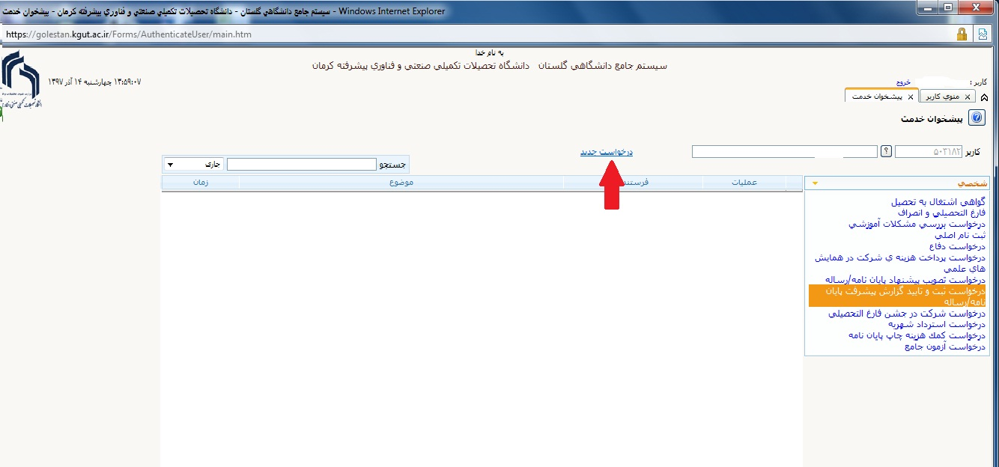 سيستم جامع دانشگاهي گلستان - دانشگاه تحصيلات تكميلي صنعتي و فناوري پيشرفته كرمان - پيشخوان خدمت - Windows Internet Explorer
https://golestan.kgut.ac.ir/Forms/AuthenticateUser/main.htm
به نام خدا
سيستم جامع دانشگاهي گلستان دانشگاه تحصيلات تكميلي صنعتي و فناوري پيشرفته كرمان
۱۳:۵۹:۰۷ چهارشنبه ۱۴ آذر ۱۳۹۷
كاربر : خروج
منوي كاربر X پيشخوان خدمت X
پيشخوان خدمت
كاربر ۵۰۳۱۸۲ ?
درخواست جديد
جستجو جاری
شخصي
عمليات
موضوع
زمان
گواهي اشتغال به تحصيل
فارغ التحصيلي و انصراف
درخواست بررسي مشكلات آموزشي
ثبت نام اصلي
درخواست دفاع
درخواست پرداخت هزينه ي شركت در همايش
هاي علمي
درخواست تصويب پيشنهاد پايان نامه/رساله
درخواست ثبت و تاييد گزارش پيشرفت پايان
نامه/رساله
درخواست شركت در جشن فارغ التحصيلي
درخواست استرداد شهريه
درخواست كمك هزينه چاپ پايان نامه
درخواست آزمون جامع